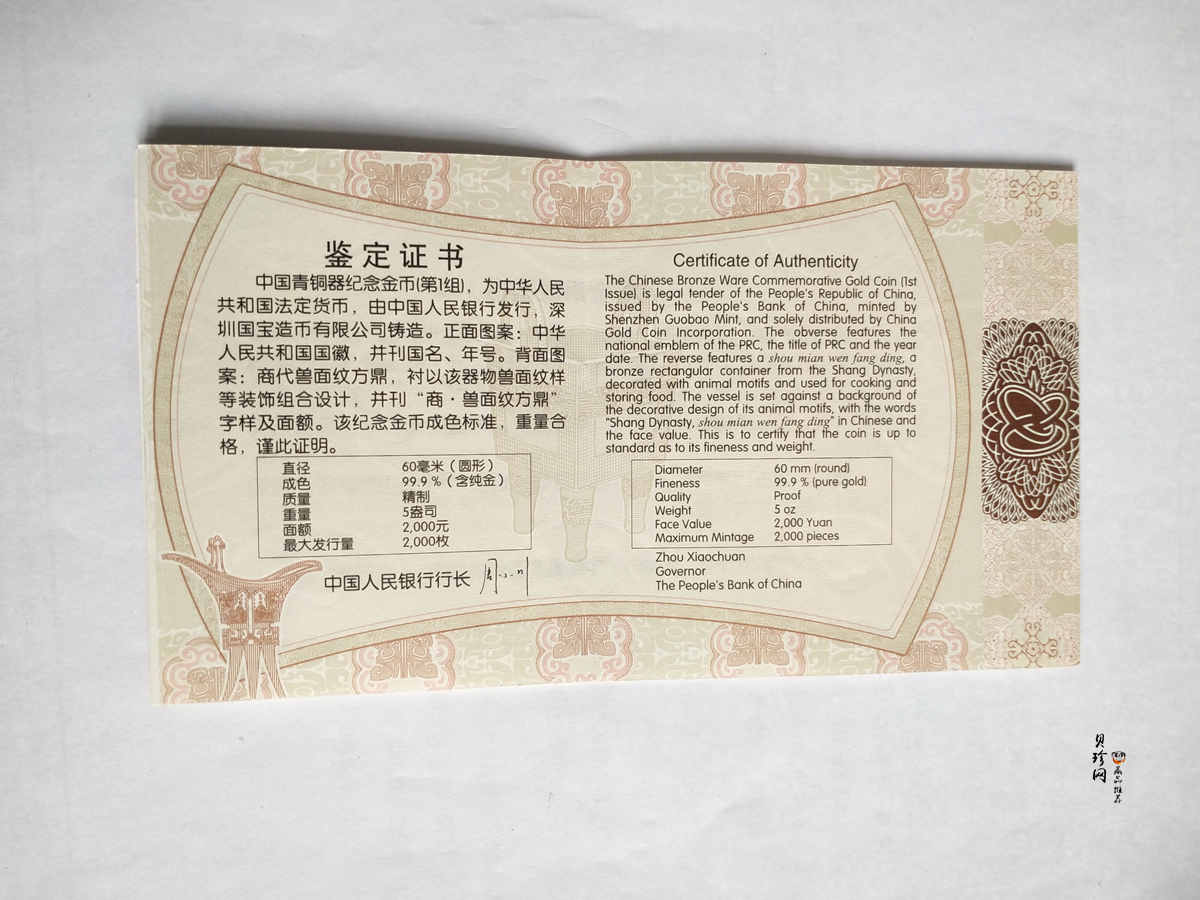 鉴定证书
中国青铜器纪念金币(第1组)，为中华人民
共和国法定货币，由中国人民银行发行，深
圳国宝造币有限公司铸造。正面图案：中华
人民共和国国徽，并刊国名、年号。背面图
案：商代兽面纹方鼎，衬以该器物兽面纹样
等装饰组合设计，并刊“商·兽面纹方鼎”
字样及面额。该纪念金币成色标准，重量合
格，谨此证明。
直径 60毫米（圆形）
成色 99.9％（含纯金）
质量 精制
重量 5盎司
面额 2,000元
最大发行量 2,000枚
中国人民银行行长
Certificate of Authenticity
The Chinese Bronze Ware Commemorative Gold Coin (1st
Issue) is legal tender of the People's Republic of China,
issued by the People's Bank of China, minted by
Shenzhen Guobao Mint, and solely distributed by China
Gold Coin Incorporation. The obverse features the
national emblem of the PRC, the title of PRC and the year
date. The reverse features a shou mian wen fang ding, a
bronze rectangular container from the Shang Dynasty,
decorated with animal motifs and used for cooking and
storing food. The vessel is set against a background of
the decorative design of its animal motifs, with the words
“Shang Dynasty, shou mian wen fang ding” in Chinese and
the face value. This is to certify that the coin is up to
standard as to its fineness and weight.
Diameter 60 mm (round)
Fineness 99.9 % (pure gold)
Quality Proof
Weight 5 oz
Face Value 2,000 Yuan
Maximum Mintage 2,000 pieces
Zhou Xiaochuan
Governor
The People's Bank of China
贝珍网
藏品推荐